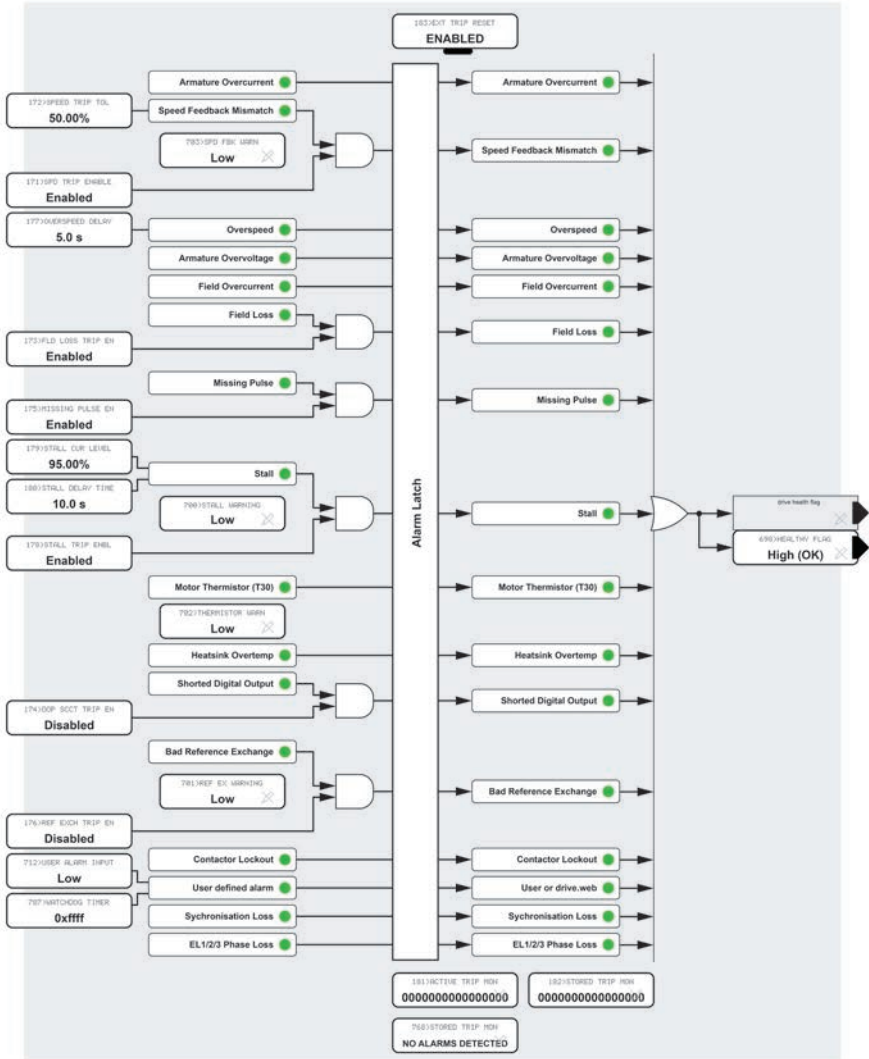 183)EXT TRIP RESET
ENABLED
Armature Overcurrent
Armature Overcurrent
172)SPEED TRIP TOL
50.00%
Speed Feedback Mismatch
703)SPD FBK WARN
Low
Speed Feedback Mismatch
171)SPD TRIP ENABLE
Enabled
177)OVERSPEED DELAY
5.0 s
Overspeed
Overspeed
Armature Overvoltage
Armature Overvoltage
Field Overcurrent
Field Overcurrent
Field Loss
Field Loss
173)FLD LOSS TRIP EN
Enabled
Missing Pulse
Missing Pulse
175)MISSING PULSE EN
Enabled
179)STALL CUR LEVEL
95.00%
Stall
180)STALL DELAY TIME
10.0 s
700)STALL WARNING
Low
Alarm Latch
Stall
drive health flag
178)STALL TRIP ENBL
Enabled
698)HEALTHY FLAG
High (OK)
Motor Thermistor (T30)
Motor Thermistor (T30)
702)THERMISTOR WARN
Low
Heatsink Overtemp
Heatsink Overtemp
Shorted Digital Output
Shorted Digital Output
174)DOP SCCT TRIP EN
Disabled
Bad Reference Exchange
701)REF EX WARNING
Low
Bad Reference Exchange
176)REF EXCH TRIP EN
Disabled
712)USER ALARM INPUT
Low
Contactor Lockout
Contactor Lockout
User defined alarm
User or drive.web
707)WATCHDOG TIMER
0xffff
Sychronisation Loss
Sychronisation Loss
EL1/2/3 Phase Loss
EL1/2/3 Phase Loss
181)ACTIVE TRIP MON
0000000000000000
182)STORED TRIP MON
0000000000000000
760)STORED TRIP MON
NO ALARMS DETECTED